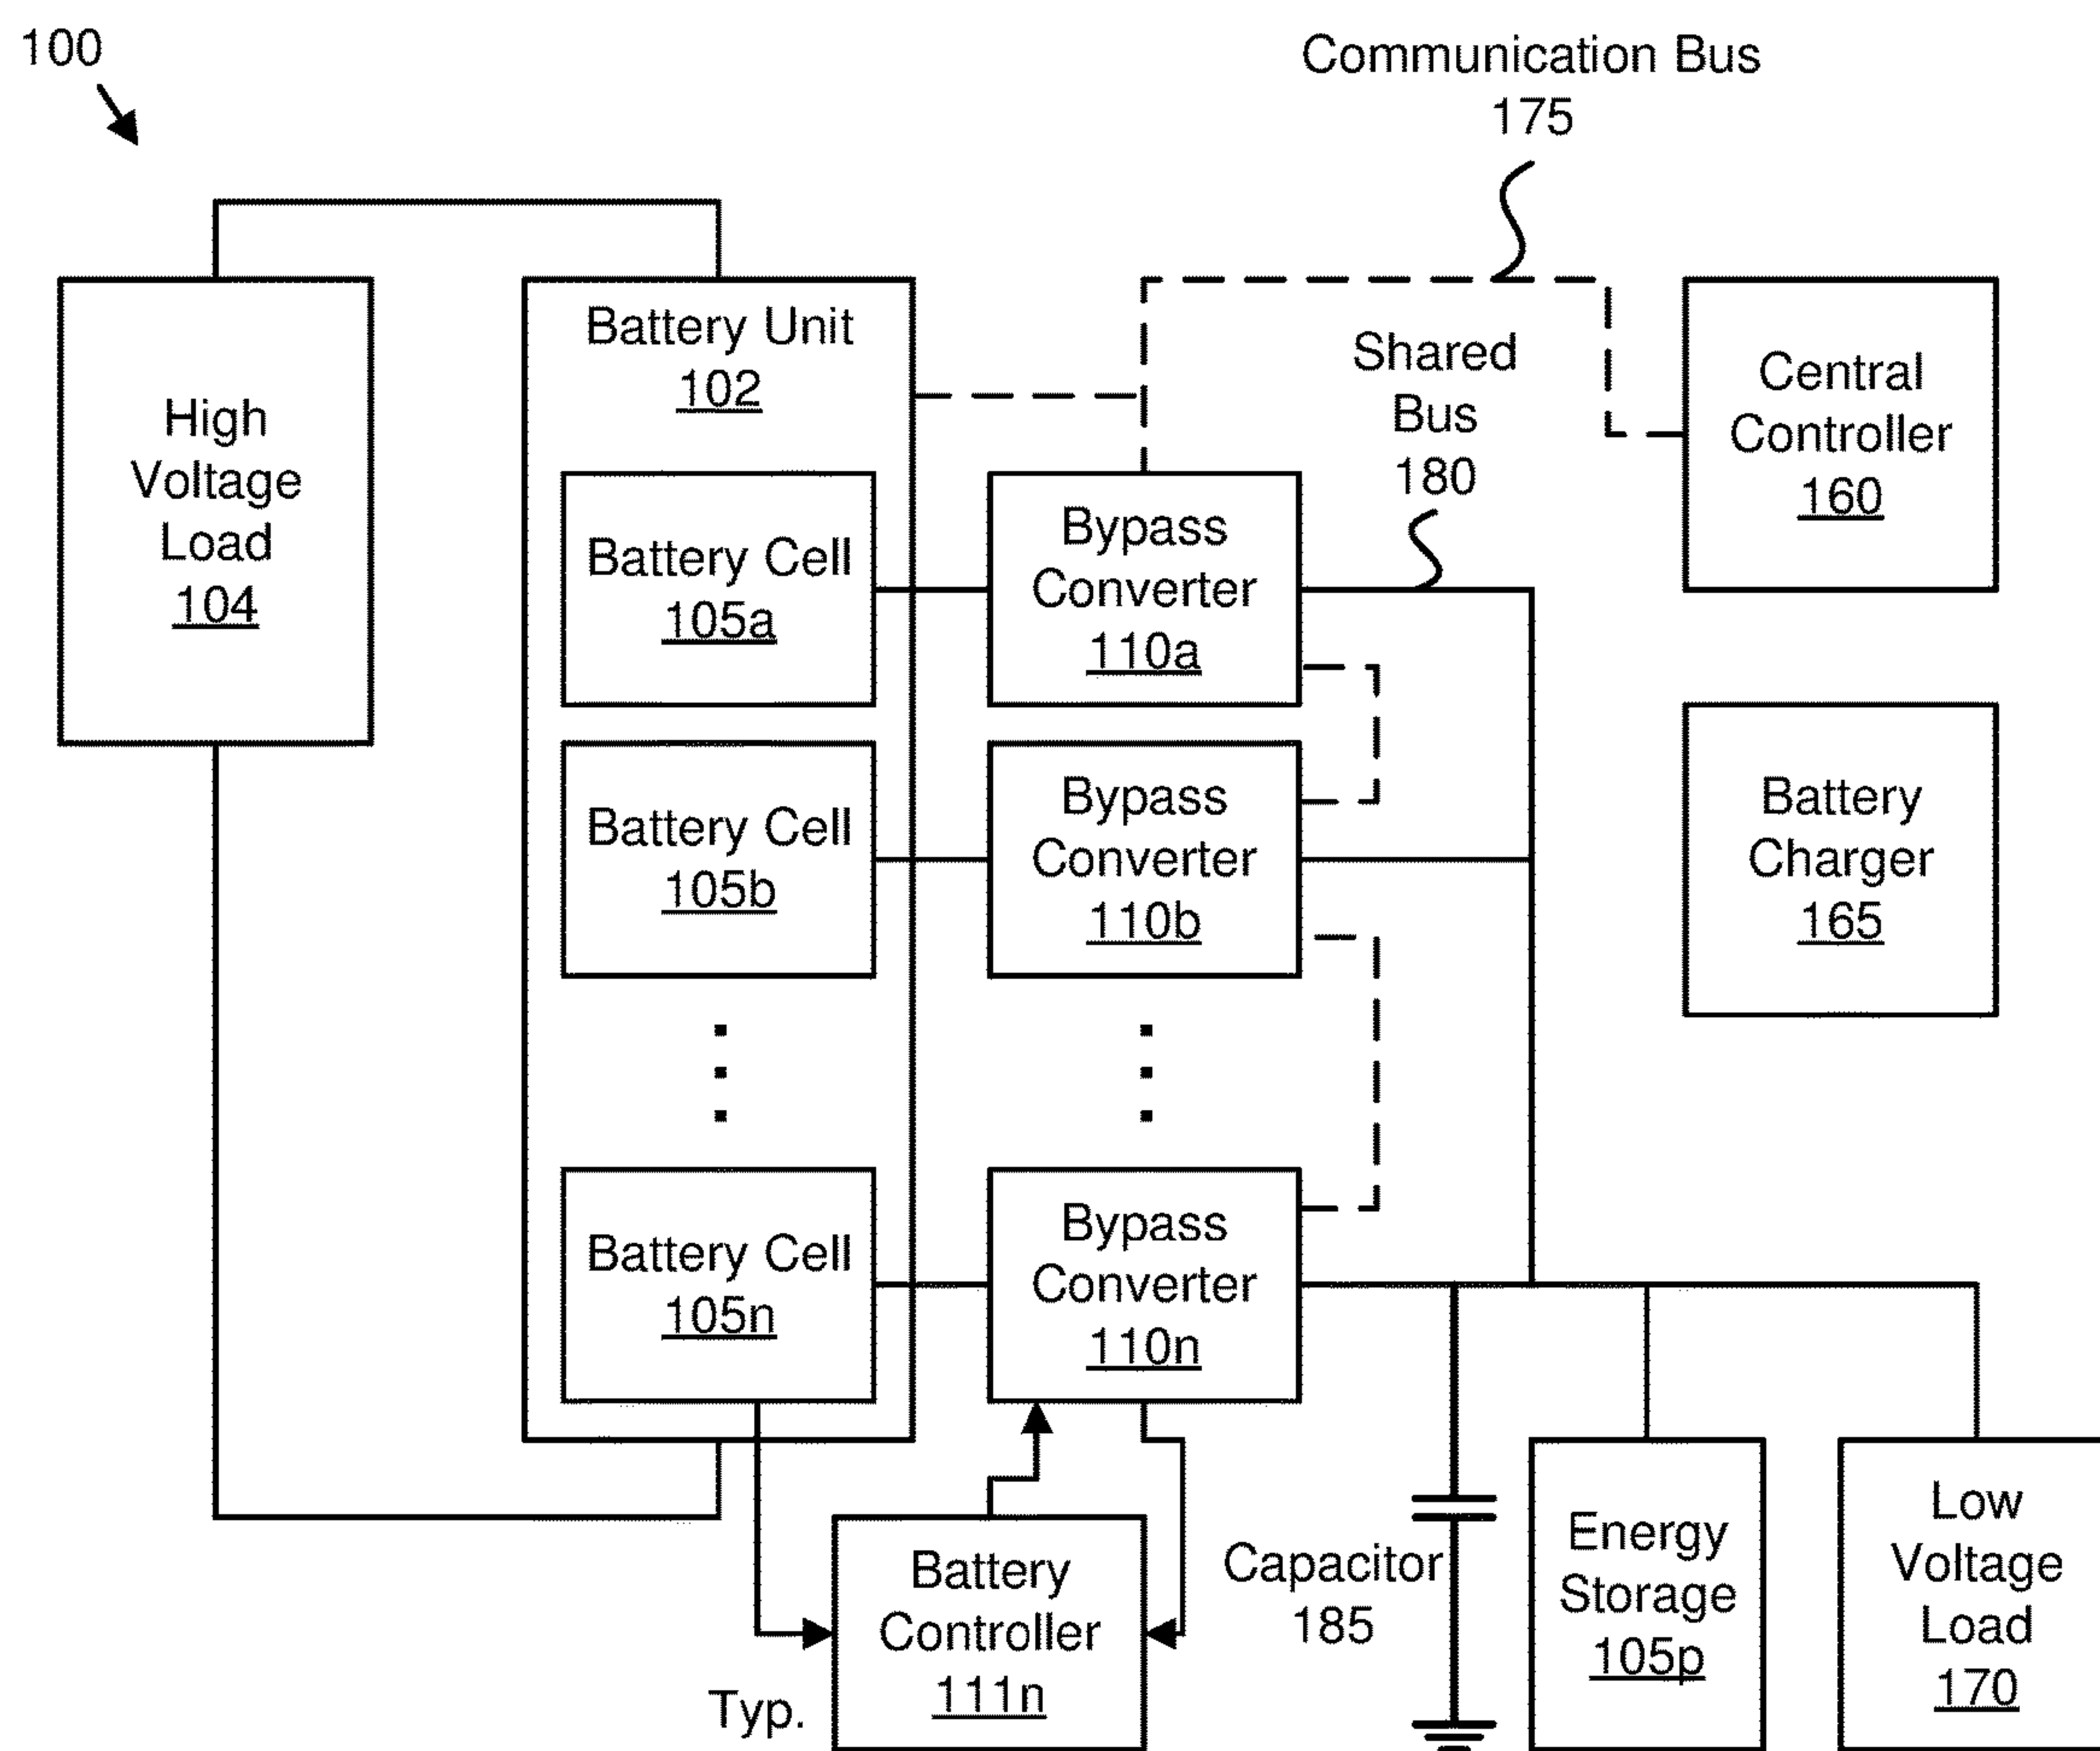 100
Communication Bus
175
High
Voltage
Load
104
Battery Unit
102
Shared
Bus
180
Central
Controller
160
Battery Cell
105a
Bypass
Converter
110a
Battery Cell
105b
Bypass
Converter
110b
Battery
Charger
165
Battery Cell
105n
Bypass
Converter
110n
Battery
Controller
111n
Typ.
Capacitor
185
Energy
Storage
105p
Low
Voltage
Load
170